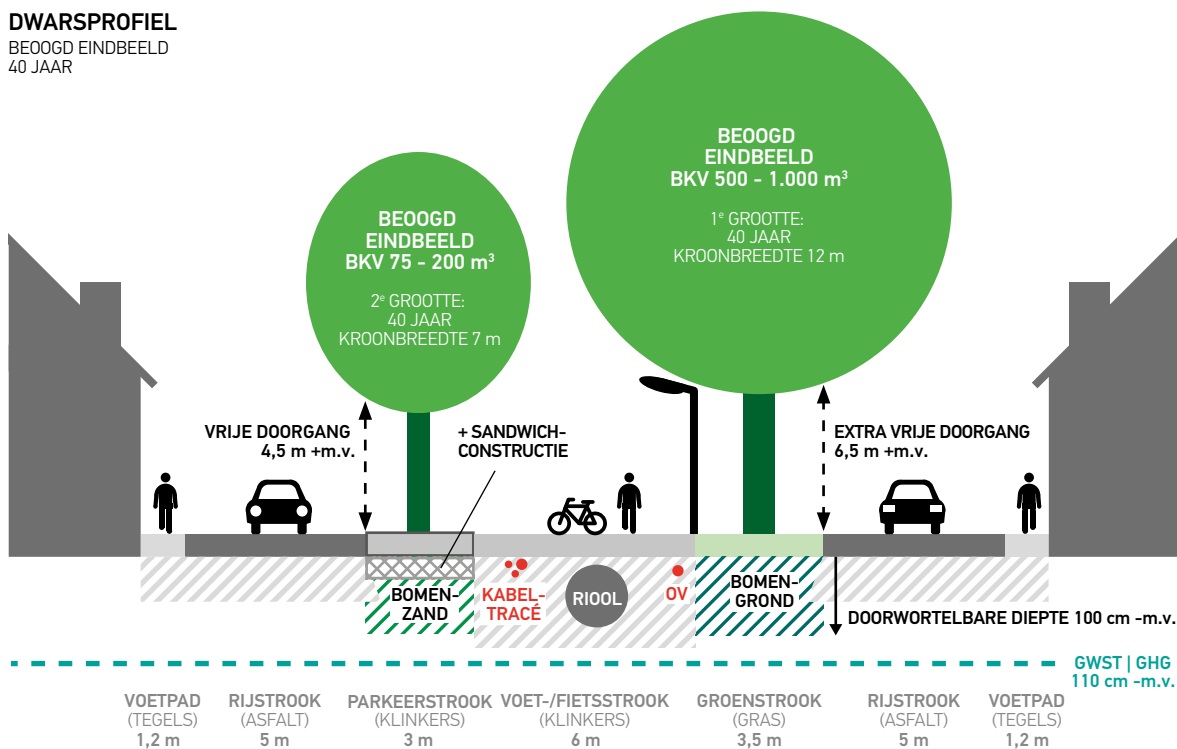 DWARSPROFIEL
BEOOGD EINDBEELD
40 JAAR
BEOOGD
EINDBEELD
BKV 75 - 200 m³
2ᵉ GROOTTE:
40 JAAR
KROONBREEDTE 7 m
BEOOGD
EINDBEELD
BKV 500 - 1.000 m³
1ᵉ GROOTTE:
40 JAAR
KROONBREEDTE 12 m
VRIJE DOORGANG
4,5 m +m.v.
+ SANDWICH-
CONSTRUCTIE
EXTRA VRIJE DOORGANG
6,5 m +m.v.
BOMEN-
ZAND
KABEL-
TRACÉ
RIOOL
OV
BOMEN-
GROND
DOORWORTELBARE DIEPTE 100 cm -m.v.
GWST | GHG
110 cm -m.v.
VOETPAD
(TEGELS)
1,2 m
RIJSTROOK
(ASFALT)
5 m
PARKEERSTROOK
(KLINKERS)
3 m
VOET-/FIETSSTROOK
(KLINKERS)
6 m
GROENSTROOK
(GRAS)
3,5 m
RIJSTROOK
(ASFALT)
5 m
VOETPAD
(TEGELS)
1,2 m